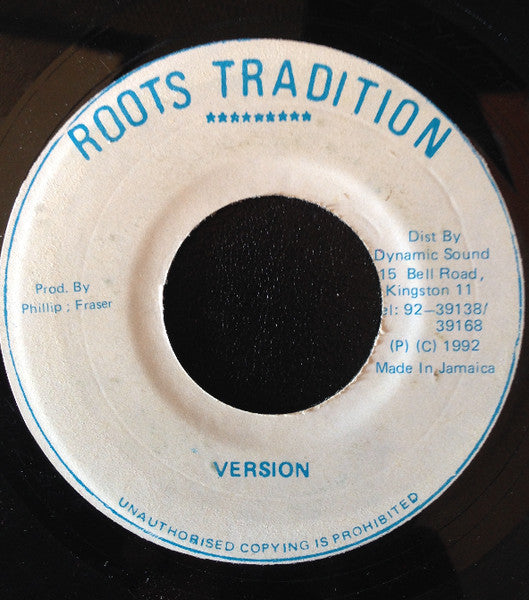 ROOTS TRADITION
*********
Prod. By
Phillip : Fraser
Dist By
Dynamic Sound
15 Bell Road,
Kingston 11
el: 92-39138/
39168
(P) (C) 1992
Made In Jamaica
VERSION
UNAUTHORISED COPYING IS PROHIBITED